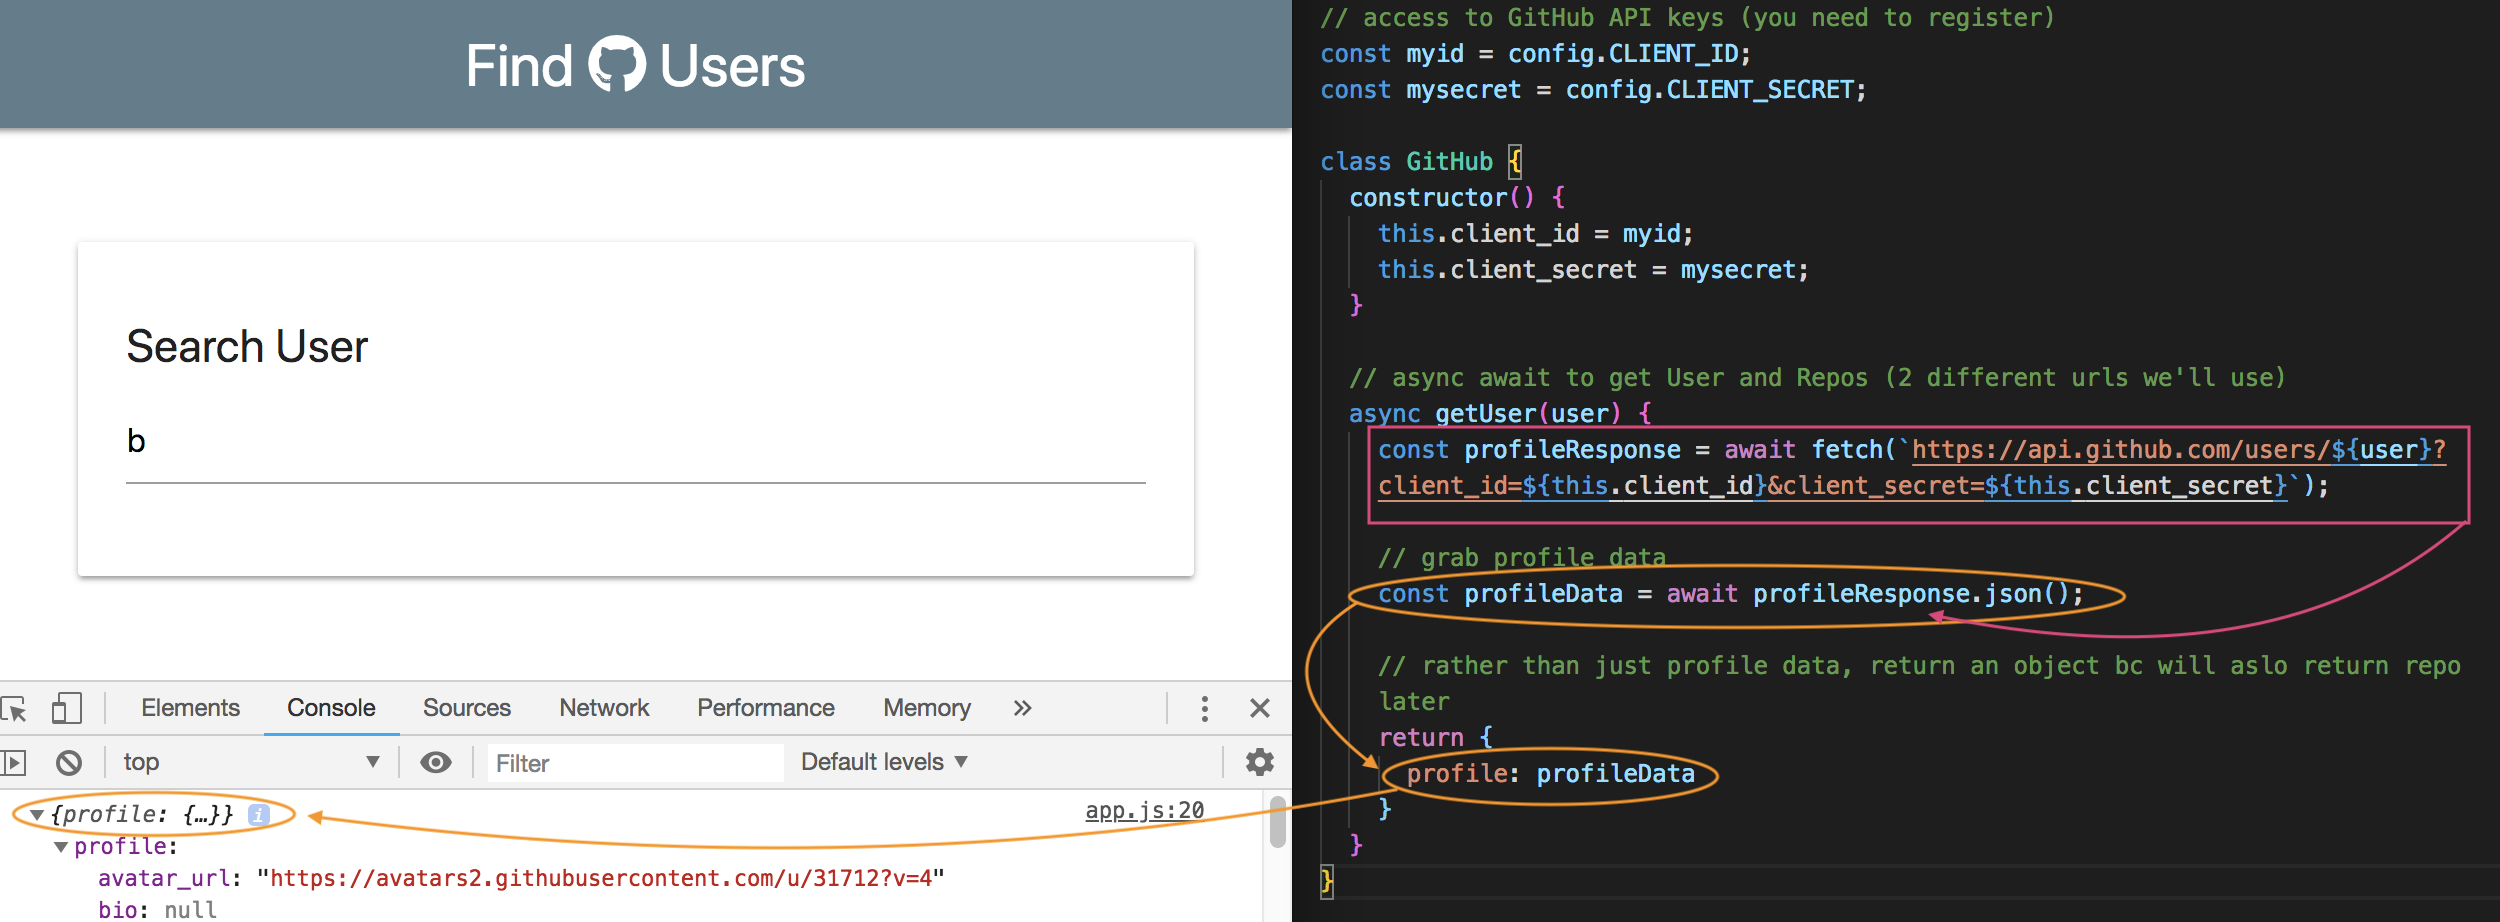 Find Users
Search User
b
Elements Console Sources Network Performance Memory »
top ▼ Filter Default levels ▼
▼{profile: {…}} i app.js:20
▼profile:
avatar_url: "https://avatars2.githubusercontent.com/u/31712?v=4"
bio: null
// access to GitHub API keys (you need to register)
const myid = config.CLIENT_ID;
const mysecret = config.CLIENT_SECRET;
class GitHub {
constructor() {
this.client_id = myid;
this.client_secret = mysecret;
}
// async await to get User and Repos (2 different urls we'll use)
async getUser(user) {
const profileResponse = await fetch(`https://api.github.com/users/${user}?
client_id=${this.client_id}&client_secret=${this.client_secret}`);
// grab profile data
const profileData = await profileResponse.json();
// rather than just profile data, return an object bc will aslo return repo
later
return {
profile: profileData
}
}
}